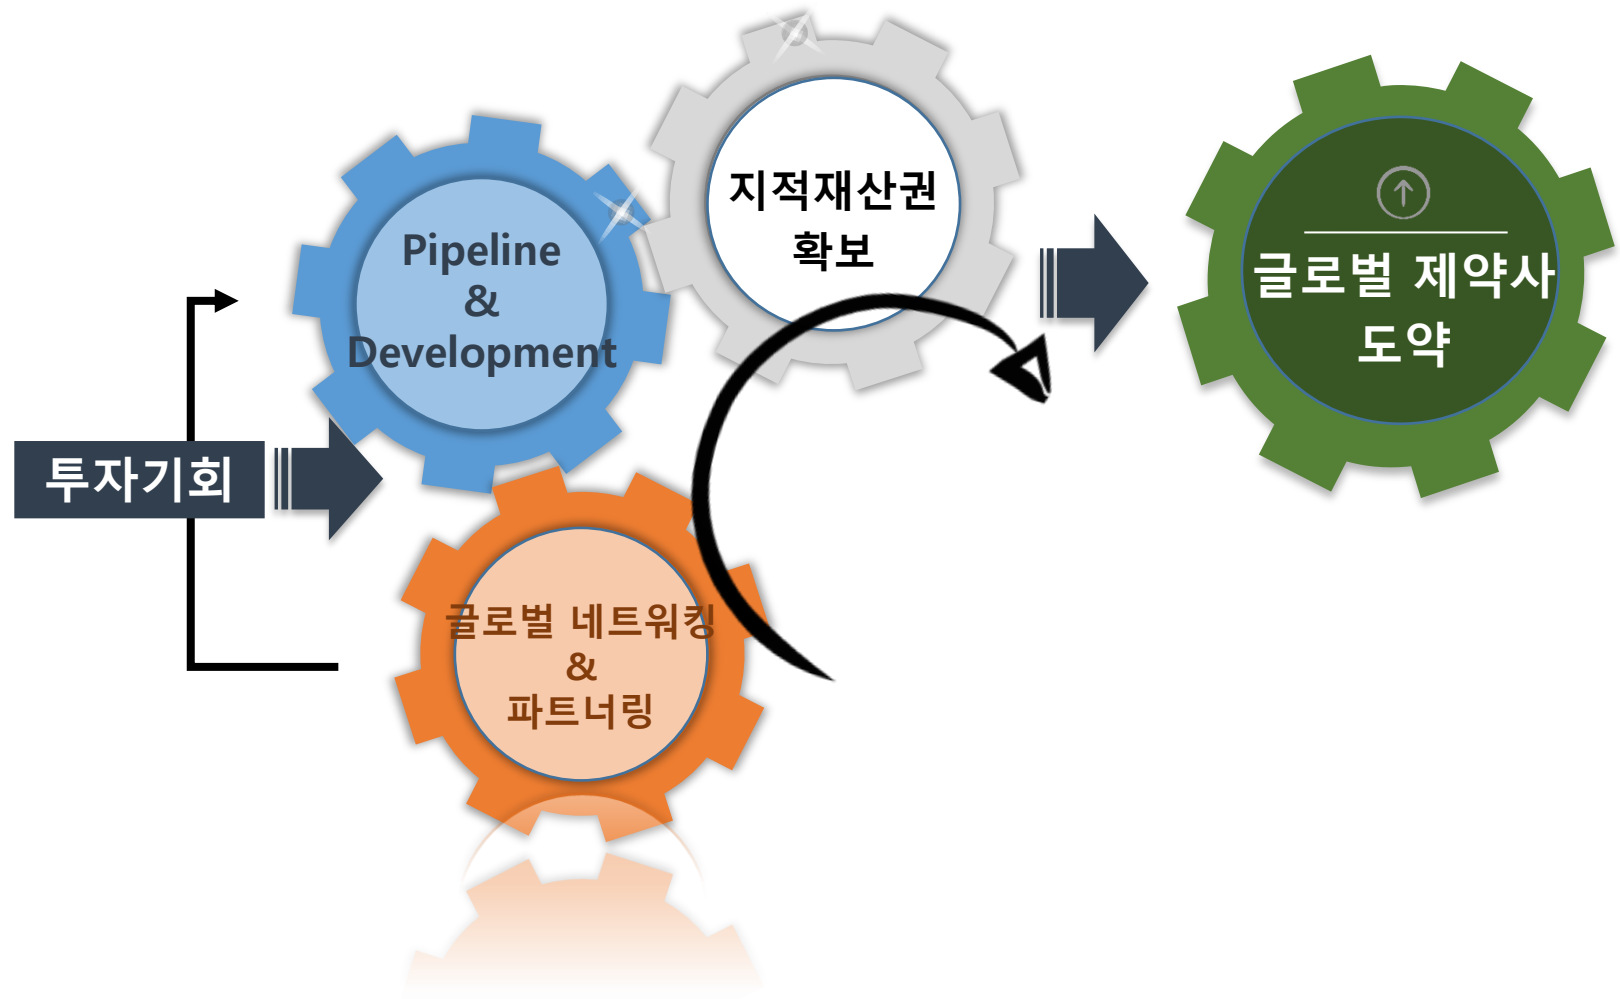 투자기회
Pipeline
&
Development
글로벌 네트워킹
&
파트너링
지적재산권
확보
글로벌 제약사
도약